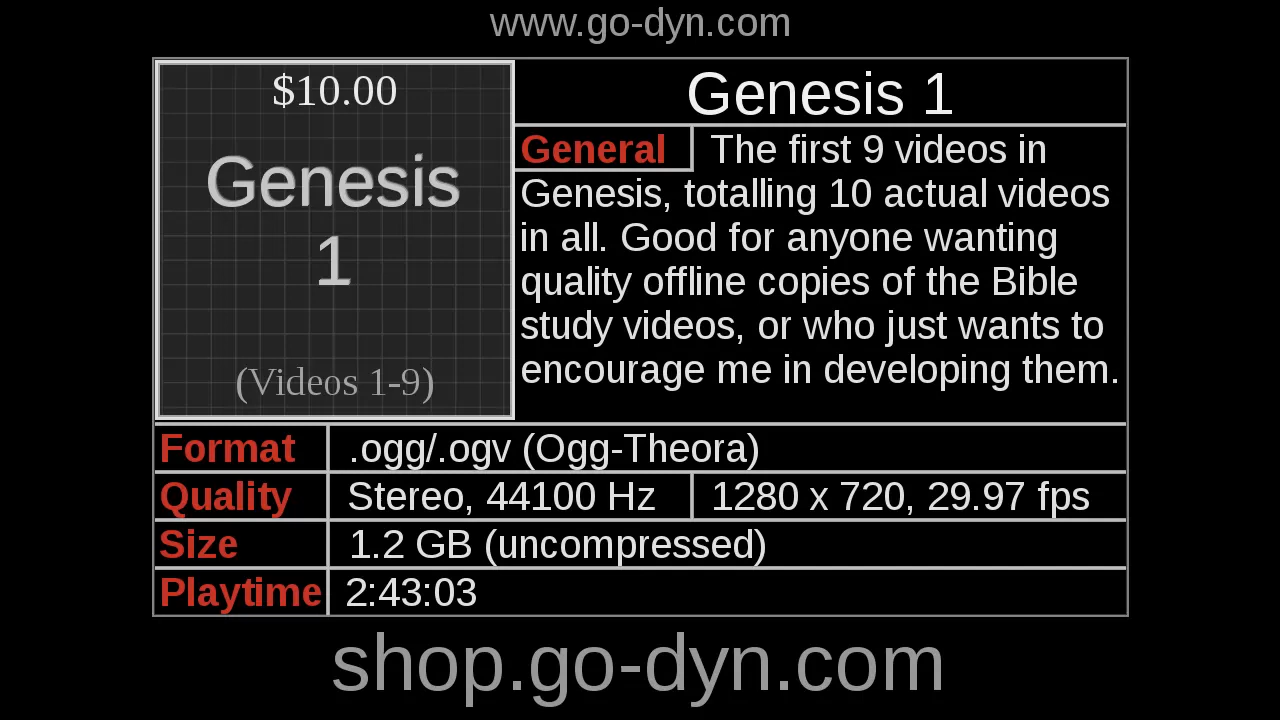 www.go-dyn.com
$10.00
Genesis
1
(Videos 1-9)
Genesis 1
General The first 9 videos in
Genesis, totalling 10 actual videos
in all. Good for anyone wanting
quality offline copies of the Bible
study videos, or who just wants to
encourage me in developing them.
Format .ogg/.ogv (Ogg-Theora)
Quality Stereo, 44100 Hz 1280 x 720, 29.97 fps
Size 1.2 GB (uncompressed)
Playtime 2:43:03
shop.go-dyn.com